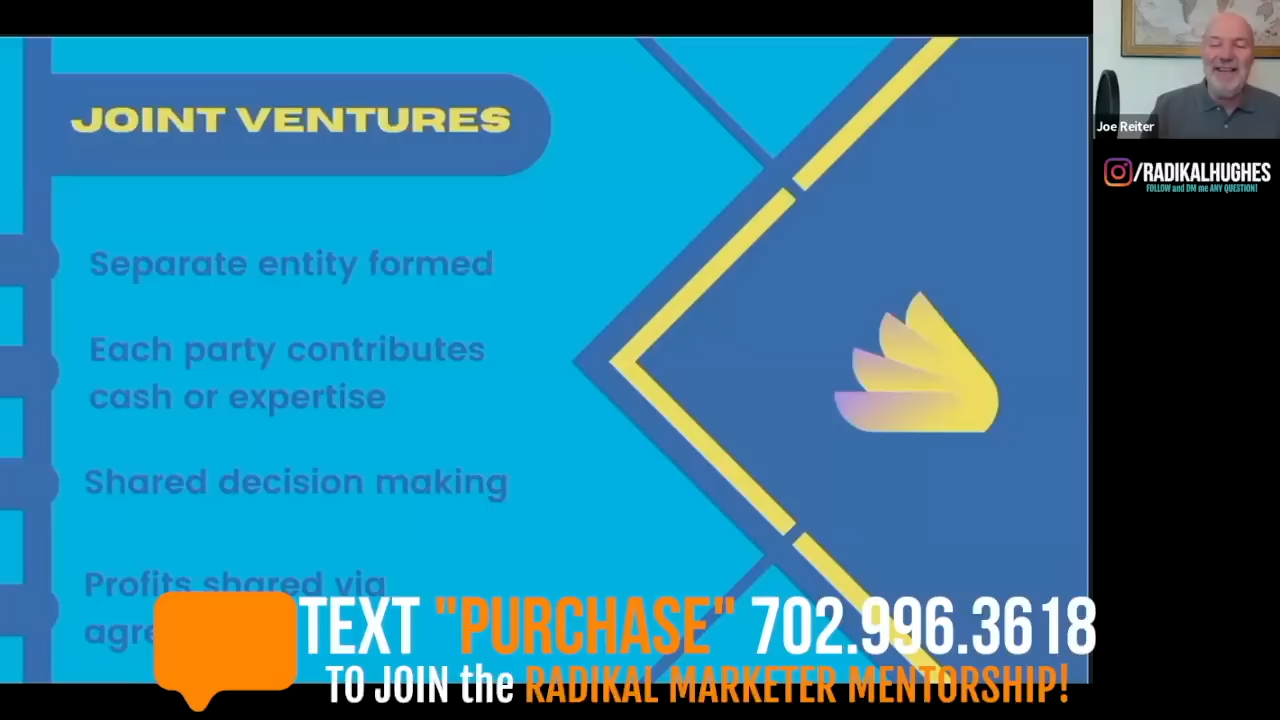 JOINT VENTURES
Separate entity formed
Each party contributes
cash or expertise
Shared decision making
Profits shared via
TEXT "PURCHASE" 702.996.3618
TO JOIN the RADIKAL MARKETER MENTORSHIP!
Joe Reiter
/RADIKALHUGHES
FOLLOW and DM me ANY QUESTION!